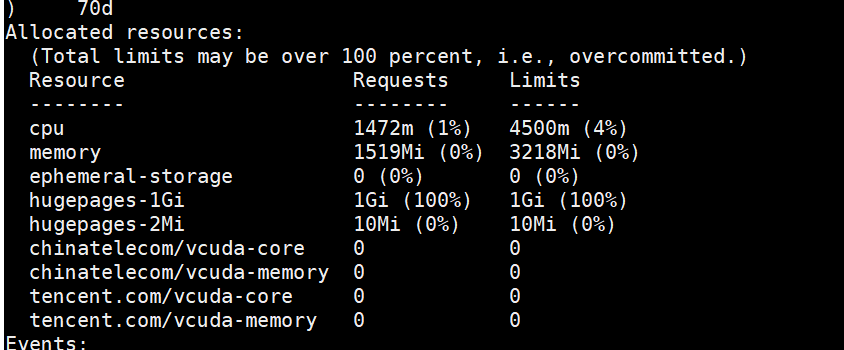 )     70d
Allocated resources:
  (Total limits may be over 100 percent, i.e., overcommitted.)
  Resource                   Requests     Limits
  --------                   --------     ------
  cpu                        1472m (1%)   4500m (4%)
  memory                     1519Mi (0%)  3218Mi (0%)
  ephemeral-storage          0 (0%)       0 (0%)
  hugepages-1Gi              1Gi (100%)   1Gi (100%)
  hugepages-2Mi              10Mi (0%)    10Mi (0%)
  chinatelecom/vcuda-core    0            0
  chinatelecom/vcuda-memory  0            0
  tencent.com/vcuda-core     0            0
  tencent.com/vcuda-memory   0            0
Events: